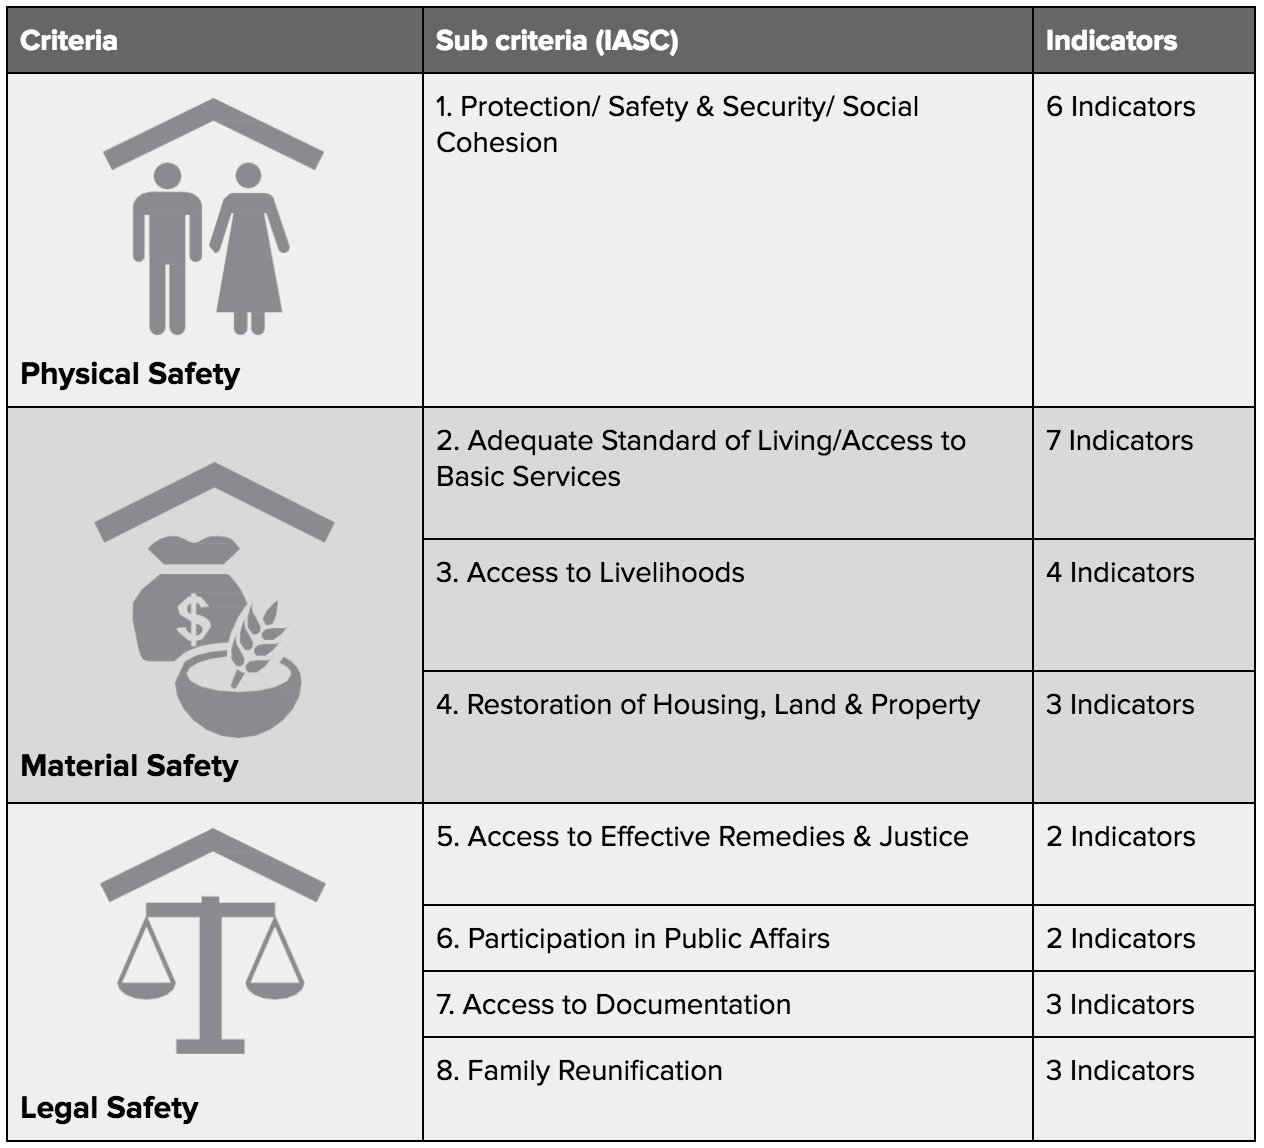 Criteria
Sub criteria (IASC)
Indicators
1. Protection/ Safety & Security/ Social
Cohesion
6 Indicators
Physical Safety
2. Adequate Standard of Living/Access to
Basic Services
7 Indicators
3. Access to Livelihoods
4 Indicators
4. Restoration of Housing, Land & Property
3 Indicators
$
Material Safety
5. Access to Effective Remedies & Justice
2 Indicators
6. Participation in Public Affairs
2 Indicators
7. Access to Documentation
3 Indicators
8. Family Reunification
3 Indicators
Legal Safety